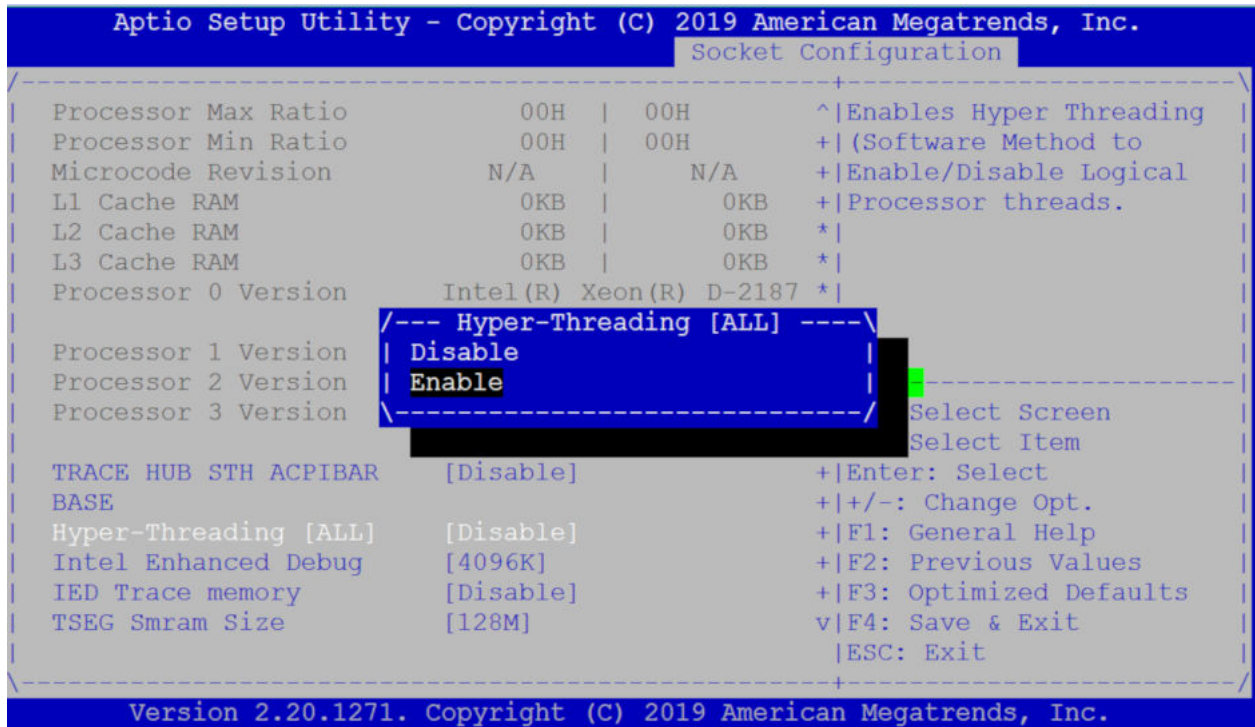 Aptio Setup Utility - Copyright (C) 2019 American Megatrends, Inc.
Socket Configuration
/----------------------------------------------------+-------------------------\
| Processor Max Ratio 00H | 00H ^|Enables Hyper Threading |
| Processor Min Ratio 00H | 00H +|(Software Method to |
| Microcode Revision N/A | N/A +|Enable/Disable Logical |
| L1 Cache RAM 0KB | 0KB +|Processor threads. |
| L2 Cache RAM 0KB | 0KB *| |
| L3 Cache RAM 0KB | 0KB *| |
| Processor 0 Version Intel(R) Xeon(R) D-2187 *| |
| /--- Hyper-Threading [ALL] ----\ |
| Processor 1 Version | Disable | |
| Processor 2 Version | Enable | --------------------|
| Processor 3 Version \------------------------------/ Select Screen |
| Select Item |
| TRACE HUB STH ACPIBAR [Disable] +|Enter: Select |
| BASE +|+/-: Change Opt. |
| Hyper-Threading [ALL] [Disable] +|F1: General Help |
| Intel Enhanced Debug [4096K] +|F2: Previous Values |
| IED Trace memory [Disable] +|F3: Optimized Defaults |
| TSEG Smram Size [128M] v|F4: Save & Exit |
| |ESC: Exit |
\----------------------------------------------------+-------------------------/
Version 2.20.1271. Copyright (C) 2019 American Megatrends, Inc.